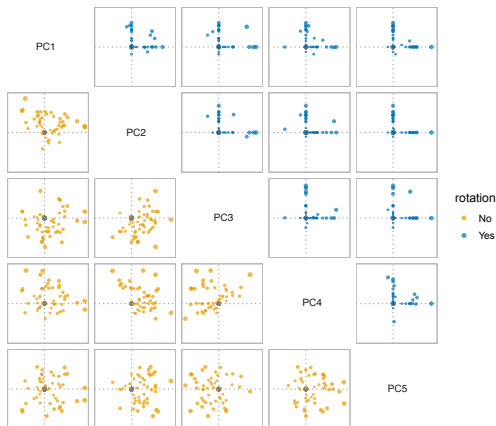 PC1
PC2
PC3
PC4
PC5
rotation
No
Yes